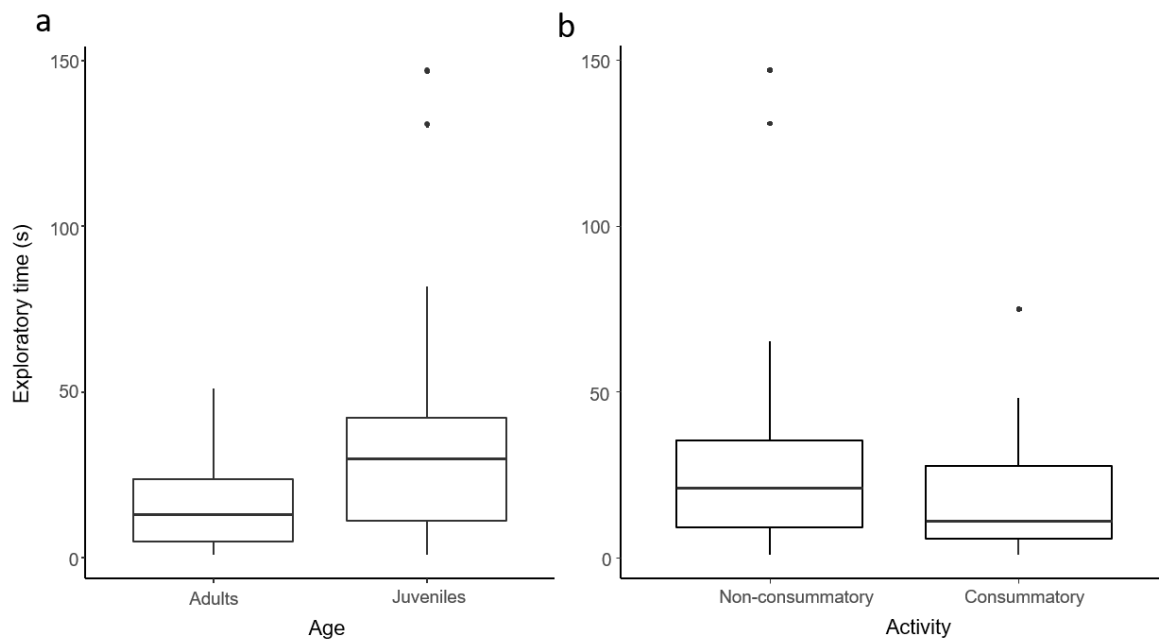 a
150
100
50
0
Exploratory time (s)
Adults
Juveniles
Age
b
150
100
50
0
Non-consummatory
Consummatory
Activity